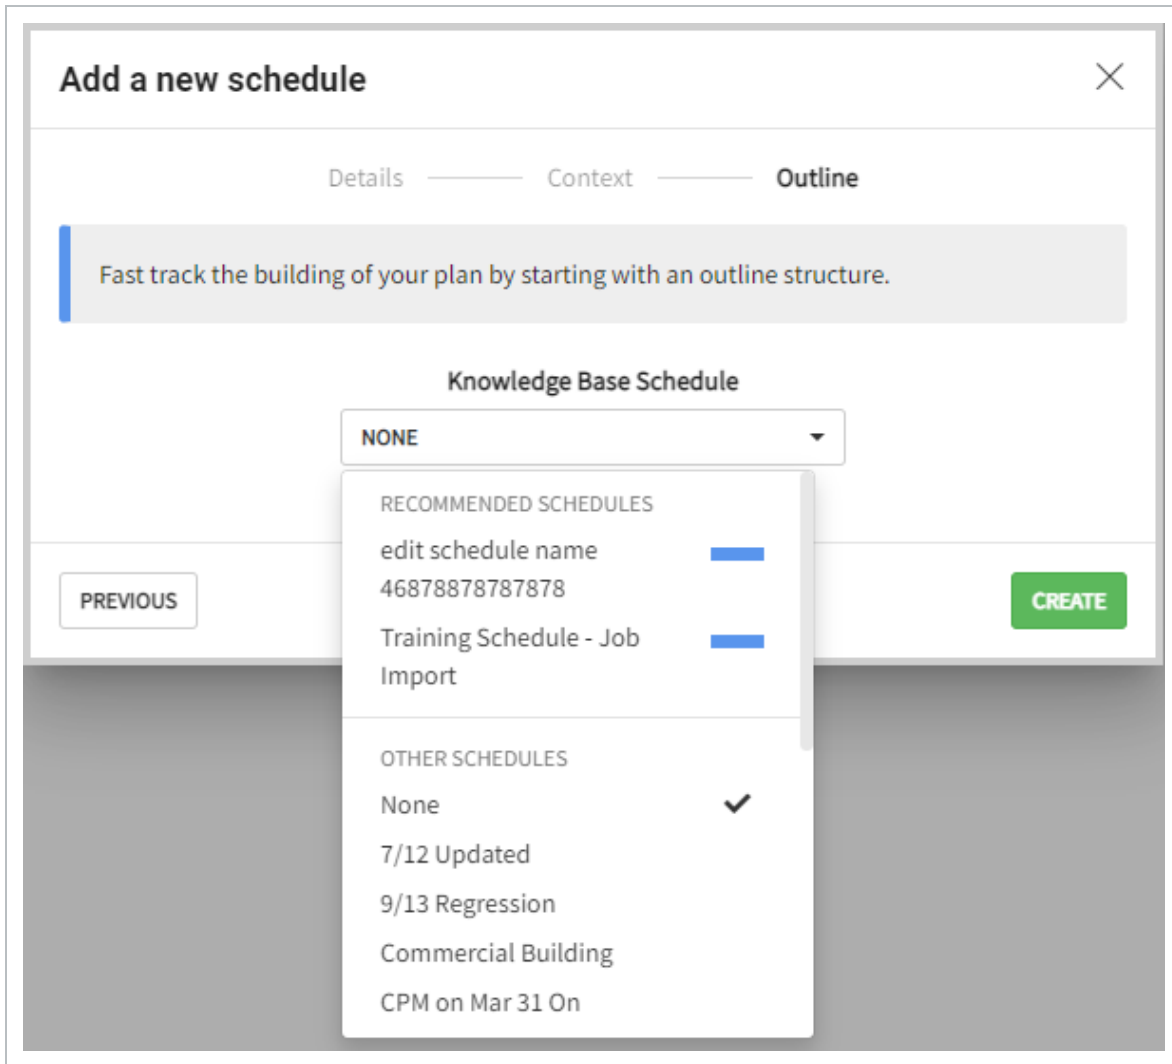 Add a new schedule
Details
Context
Outline
Fast track the building of your plan by starting with an outline structure.
Knowledge Base Schedule
NONE
RECOMMENDED SCHEDULES
edit schedule name
46878878787878
Training Schedule - Job
Import
OTHER SCHEDULES
None
7/12 Updated
9/13 Regression
Commercial Building
CPM on Mar 31 On
PREVIOUS
CREATE